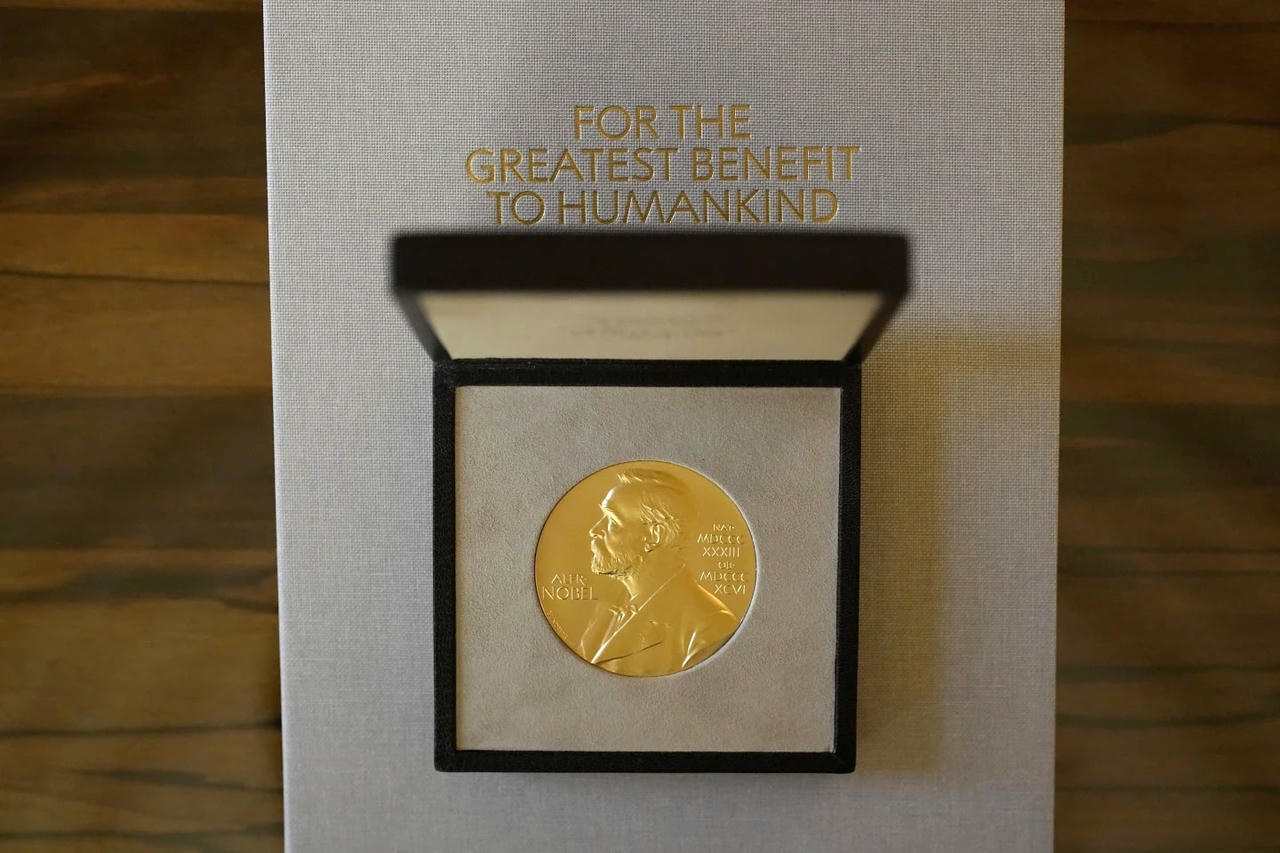 FOR THE
GREATEST BENEFIT
TO HUMANKIND
ALFR·
NOBEL
NAT·
MDCCC
XXXIII
OB·
MDCCC
XCVI